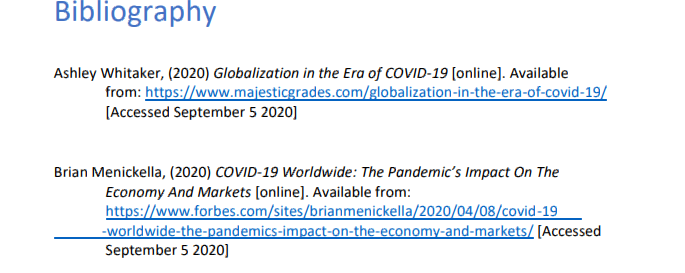 Bibliography
Ashley Whitaker, (2020) Globalization in the Era of COVID-19 [online]. Available
from: https://www.majesticgrades.com/globalization-in-the-era-of-covid-19/
[Accessed September 5 2020]
Brian Menickella, (2020) COVID-19 Worldwide: The Pandemic’s Impact On The
Economy And Markets [online]. Available from:
https://www.forbes.com/sites/brianmenickella/2020/04/08/covid-19
-worldwide-the-pandemics-impact-on-the-economy-and-markets/ [Accessed
September 5 2020]